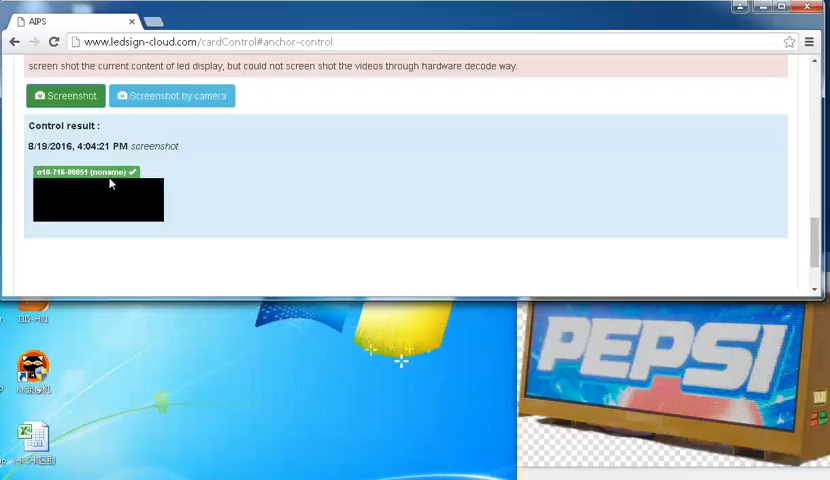 AIPS
www.ledsign-cloud.com/cardControl#anchor-control
screen shot the current content of led display, but could not screen shot the videos through hardware decode way.
Screenshot
Screenshot by camera
Control result :
8/19/2016, 4:04:21 PM screenshot
e10-716-00051 (noname)
PEPSI